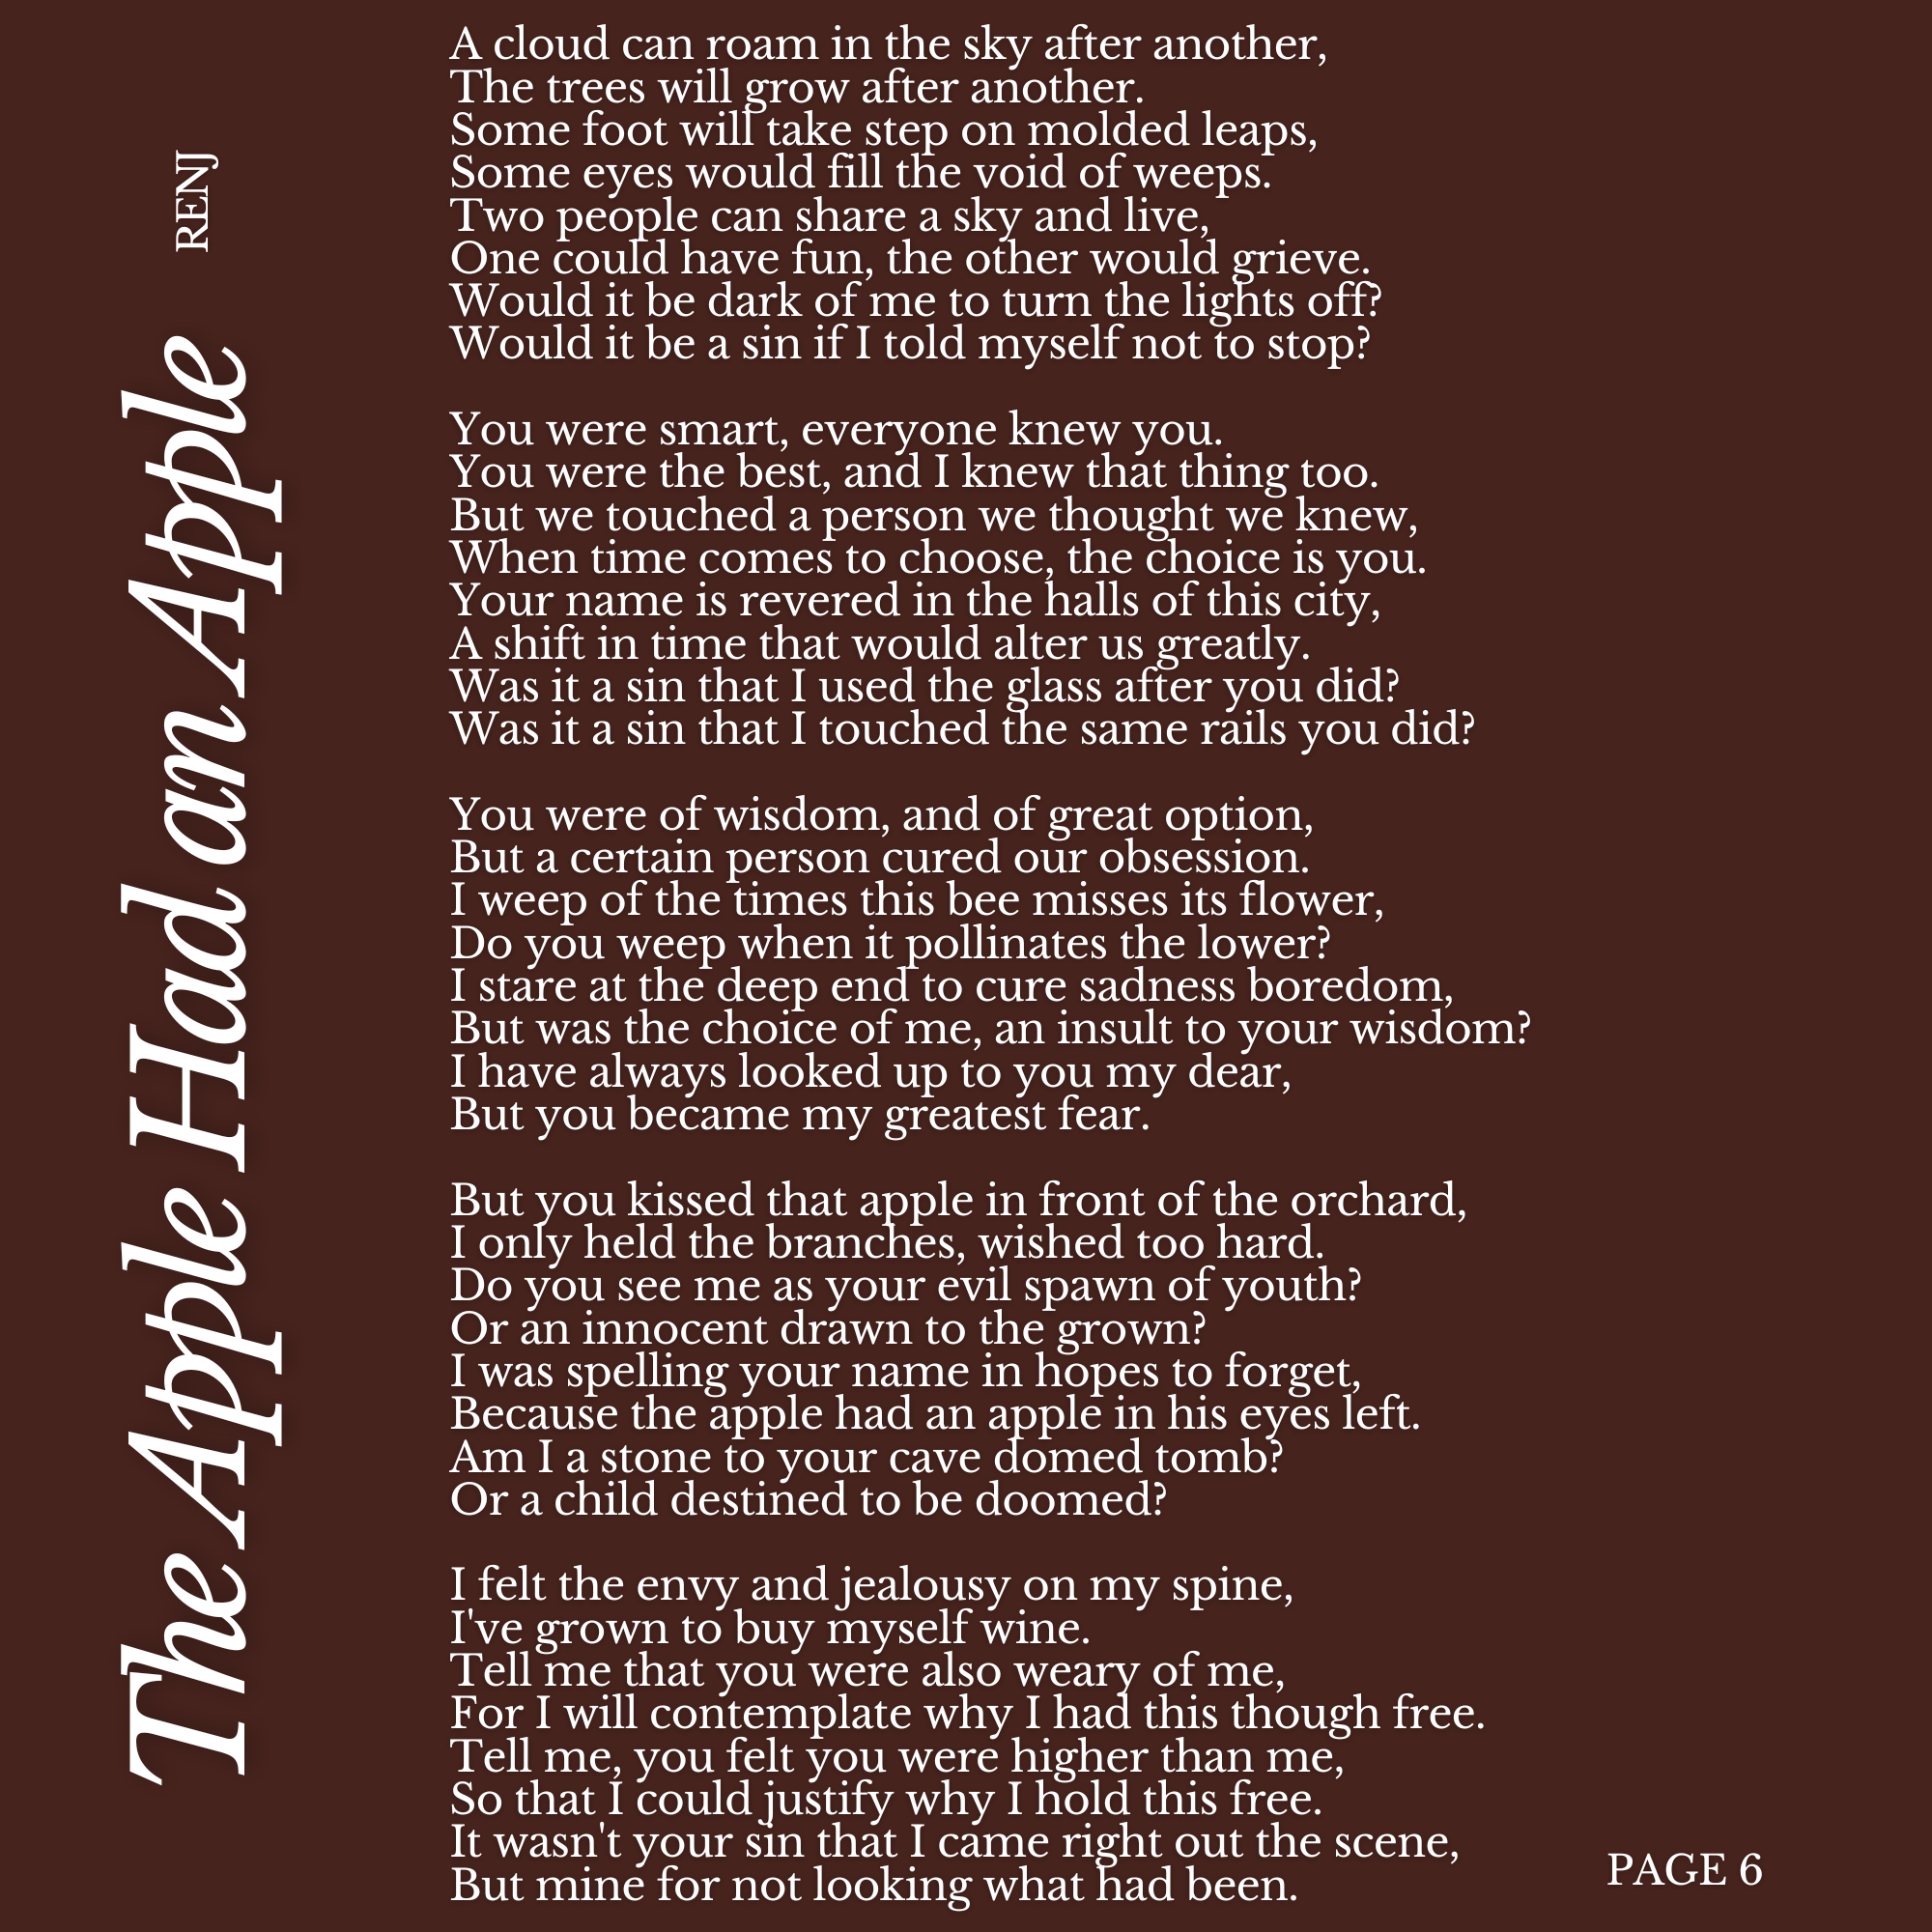 The Apple Had an Apple
RENJ
A cloud can roam in the sky after another,
The trees will grow after another.
Some foot will take step on molded leaps,
Some eyes would fill the void of weeps.
Two people can share a sky and live,
One could have fun, the other would grieve.
Would it be dark of me to turn the lights off?
Would it be a sin if I told myself not to stop?
You were smart, everyone knew you.
You were the best, and I knew that thing too.
But we touched a person we thought we knew,
When time comes to choose, the choice is you.
Your name is revered in the halls of this city,
A shift in time that would alter us greatly.
Was it a sin that I used the glass after you did?
Was it a sin that I touched the same rails you did?
You were of wisdom, and of great option,
But a certain person cured our obsession.
I weep of the times this bee misses its flower,
Do you weep when it pollinates the lower?
I stare at the deep end to cure sadness boredom,
But was the choice of me, an insult to your wisdom?
I have always looked up to you my dear,
But you became my greatest fear.
But you kissed that apple in front of the orchard,
I only held the branches, wished too hard.
Do you see me as your evil spawn of youth?
Or an innocent drawn to the grown?
I was spelling your name in hopes to forget,
Because the apple had an apple in his eyes left.
Am I a stone to your cave domed tomb?
Or a child destined to be doomed?
I felt the envy and jealousy on my spine,
I've grown to buy myself wine.
Tell me that you were also weary of me,
For I will contemplate why I had this though free.
Tell me, you felt you were higher than me,
So that I could justify why I hold this free.
It wasn't your sin that I came right out the scene,
But mine for not looking what had been.
PAGE 6